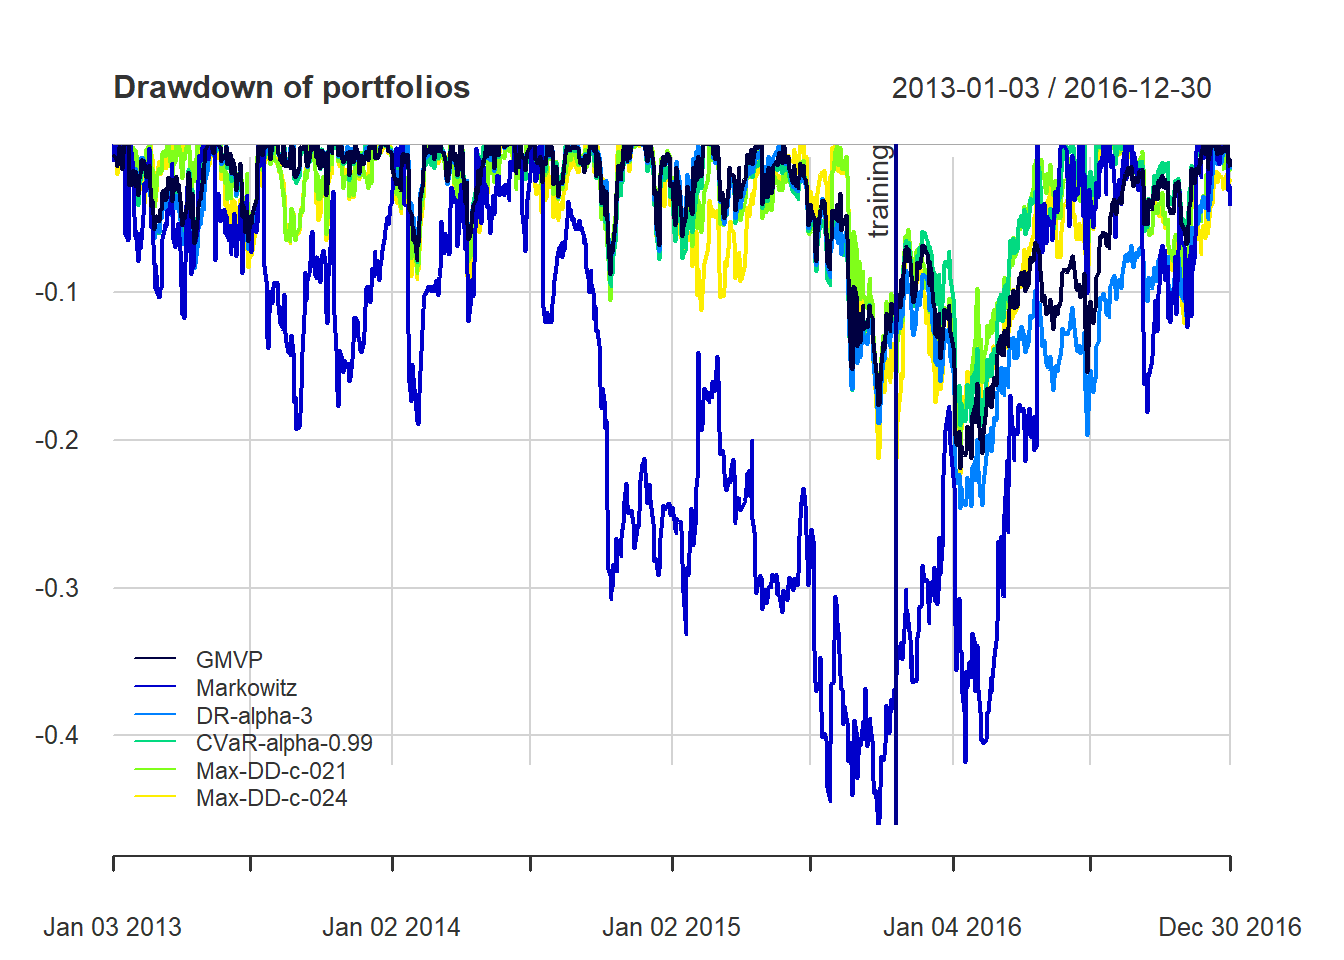 Drawdown of portfolios
2013-01-03 / 2016-12-30
training
-0.1
-0.2
-0.3
-0.4
GMVP
Markowitz
DR-alpha-3
CVaR-alpha-0.99
Max-DD-c-021
Max-DD-c-024
Jan 03 2013
Jan 02 2014
Jan 02 2015
Jan 04 2016
Dec 30 2016